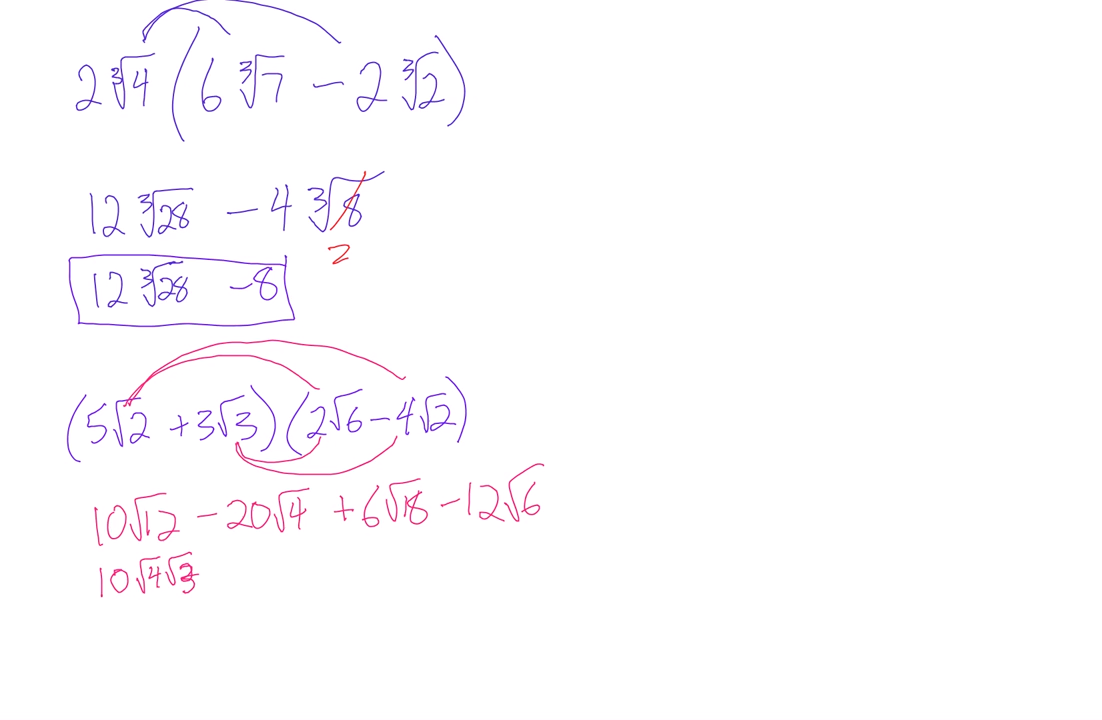 2∛4 (6∛7 − 2∛2)
12∛28 − 4∛8
2
12∛28 − 8
(5√2 + 3√3)(2√6 − 4√2)
10√12 − 20√4 + 6√18 − 12√6
10√4√3